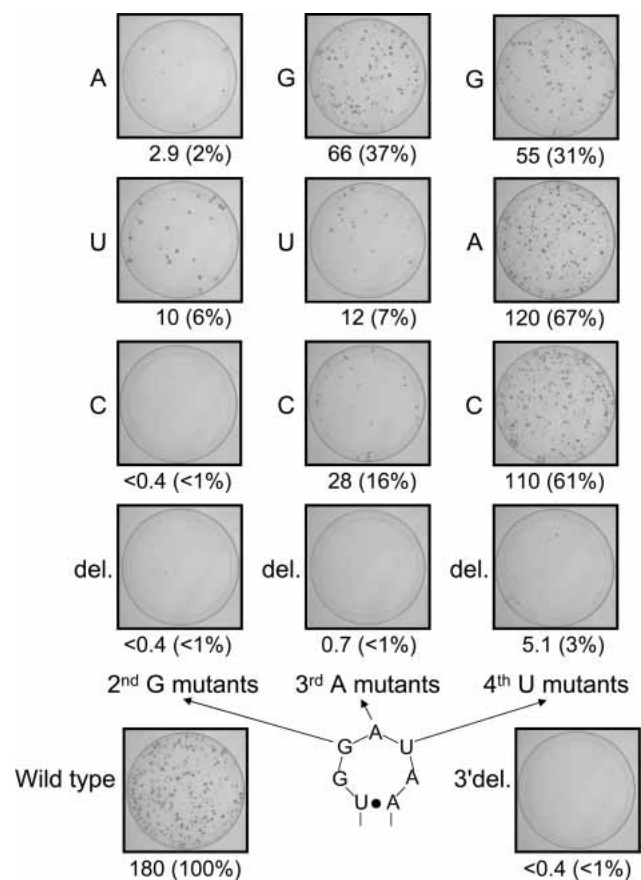 A G G
2.9 (2%) 66 (37%) 55 (31%)
U U A
10 (6%) 12 (7%) 120 (67%)
C C C
<0.4 (<1%) 28 (16%) 110 (61%)
del. del. del.
<0.4 (<1%) 0.7 (<1%) 5.1 (3%)
2nd G mutants 3rd A mutants 4th U mutants
A
G U
Wild type G A 3'del.
U • A
180 (100%) <0.4 (<1%)